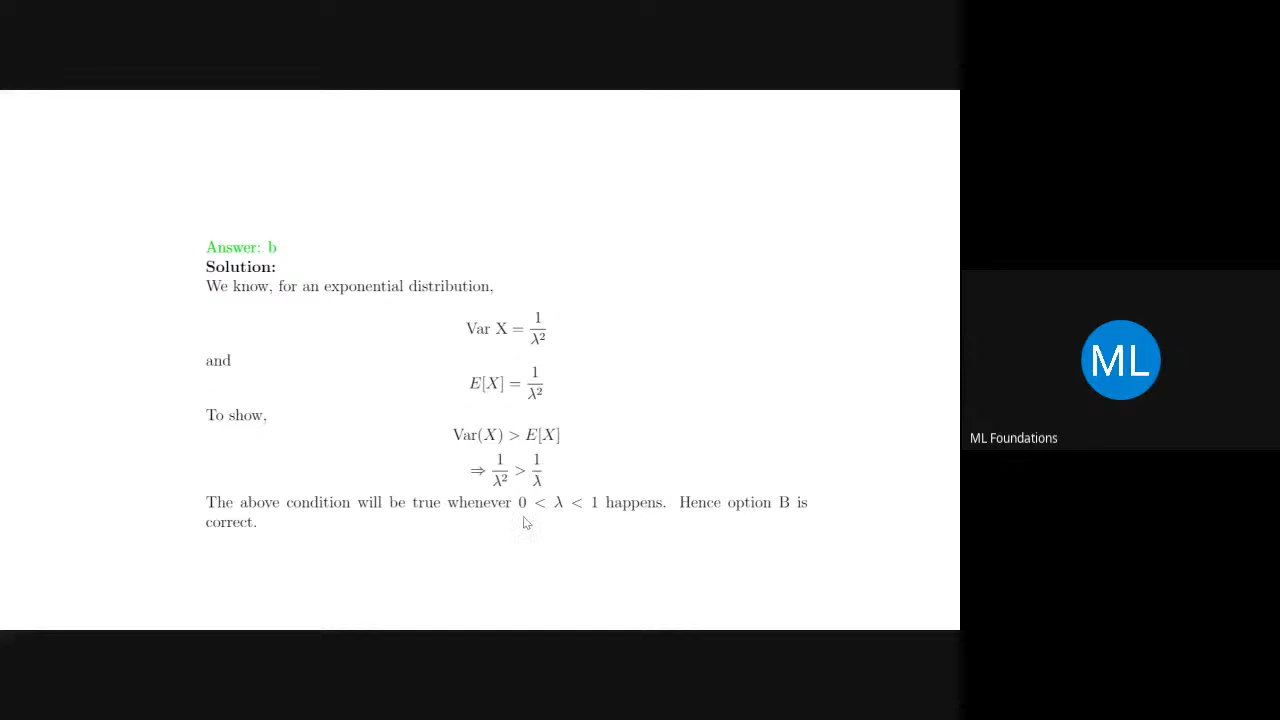 Answer: b
Solution:
We know, for an exponential distribution,
Var X = 1/λ²
and
E[X] = 1/λ²
To show,
Var(X) > E[X]
⇒ 1/λ² > 1/λ
The above condition will be true whenever 0 < λ < 1 happens. Hence option B is
correct.
ML
ML Foundations